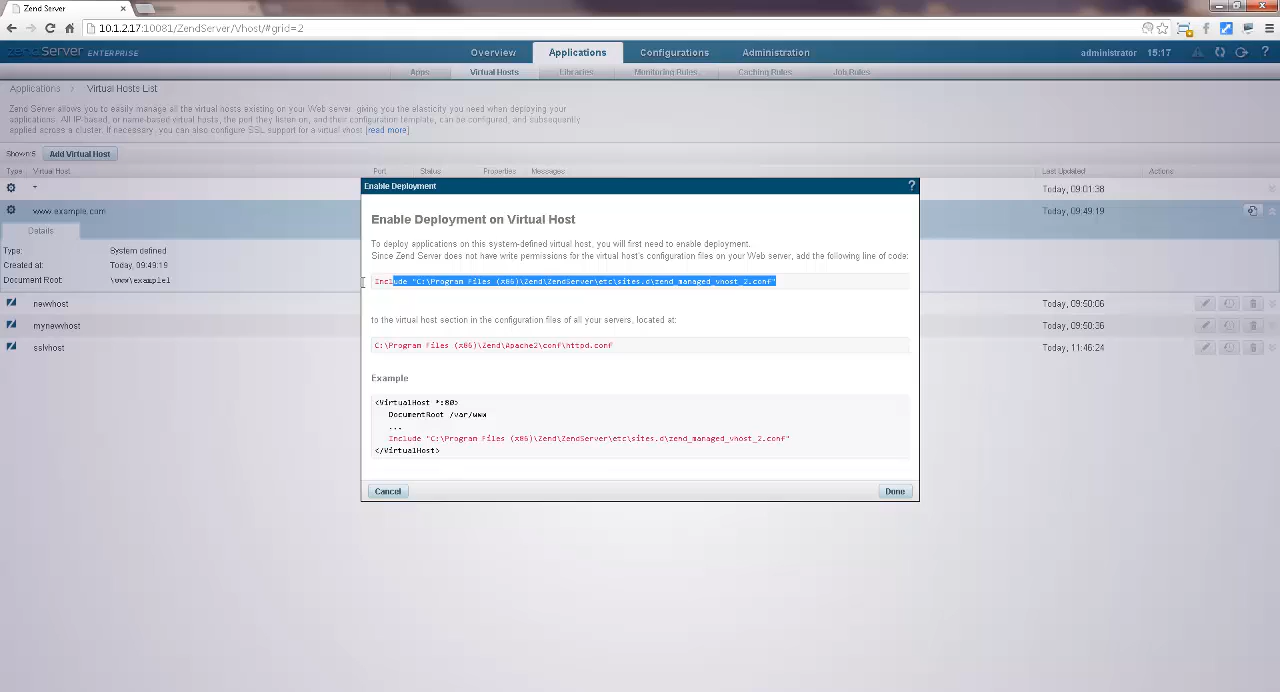 Zend Server
10.1.2.17:10081/ZendServer/Vhost/#grid=2
zendServer ENTERPRISE
Overview Applications Configurations Administration
administrator 15:17 ?
Apps Virtual Hosts Libraries Monitoring Rules Caching Rules Job Rules
Applications > Virtual Hosts List
Zend Server allows you to easily manage all the virtual hosts existing on your Web server, giving you the elasticity you need when deploying your
applications. All IP-based, or name-based virtual hosts, the port they listen on, and their configuration template, can be configured, and subsequently
applied across a cluster. If necessary, you can also configure SSL support for a virtual vhost [read more]
Shown:5 Add Virtual Host
Type Virtual Host Port Status Properties Messages Last Updated Actions
Today, 09:01:38
www.example.com Today, 09:49:19
Details
Type: System defined
Created at: Today, 09:49:19
Document Root: \www\example1
newhost Today, 09:50:06
mynewhost Today, 09:50:36
sslvhost Today, 11:46:24
Enable Deployment ?
Enable Deployment on Virtual Host
To deploy applications on this system-defined virtual host, you will first need to enable deployment.
Since Zend Server does not have write permissions for the virtual host's configuration files on your Web server, add the following line of code:
Include "C:\Program Files (x86)\Zend\ZendServer\etc\sites.d\zend_managed_vhost_2.conf"
to the virtual host section in the configuration files of all your servers, located at:
C:\Program Files (x86)\Zend\Apache2\conf\httpd.conf
Example
<VirtualHost *:80>
DocumentRoot /var/www
...
Include "C:\Program Files (x86)\Zend\ZendServer\etc\sites.d\zend_managed_vhost_2.conf"
</VirtualHost>
Cancel Done